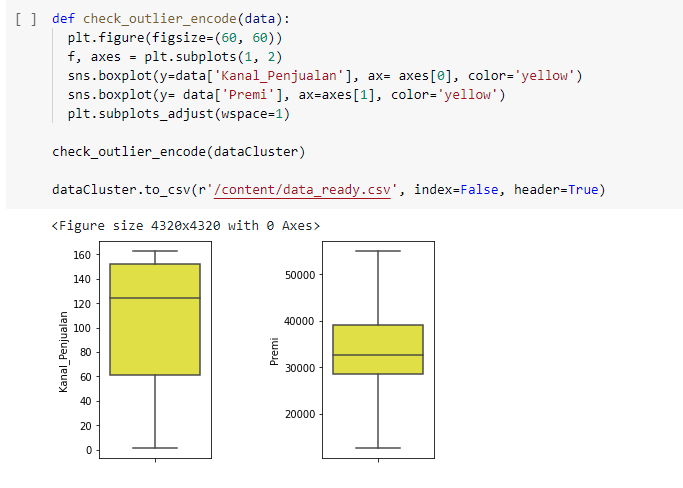 [ ] def check_outlier_encode(data):
plt.figure(figsize=(60, 60))
f, axes = plt.subplots(1, 2)
sns.boxplot(y=data['Kanal_Penjualan'], ax= axes[0], color='yellow')
sns.boxplot(y= data['Premi'], ax=axes[1], color='yellow')
plt.subplots_adjust(wspace=1)
check_outlier_encode(dataCluster)
dataCluster.to_csv(r'/content/data_ready.csv', index=False, header=True)
<Figure size 4320x4320 with 0 Axes>
Kanal_Penjualan
160
140
120
100
80
60
40
20
0
Premi
50000
40000
30000
20000